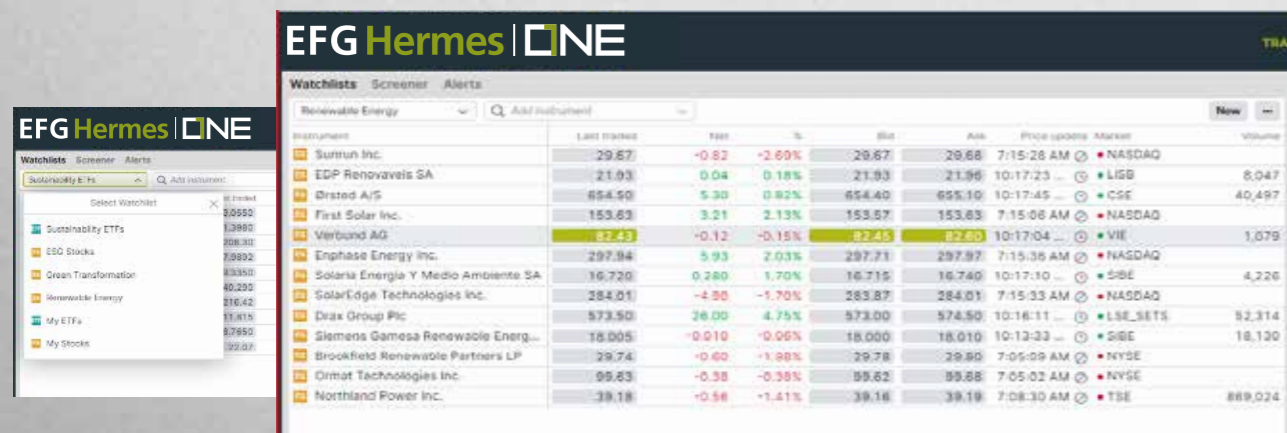 EFG Hermes | ONE
Watchlists Screener Alerts
Sustainability ETFs Add instrument
Select Watchlist
Sustainability ETFs
ESG Stocks
Green Transformation
Renewable Energy
My ETFs
My Stocks
EFG Hermes | ONE
TRA
Watchlists Screener Alerts
Renewable Energy Add instrument New
Instrument Last traded Net % Bid Ask Price update Market Volume
Sunrun Inc. 29.67 -0.82 -2.69% 29.67 29.68 7:15:28 AM NASDAQ
EDP Renovaveis SA 21.93 0.04 0.18% 21.93 21.96 10:17:23 ... LISB 8,047
Ørsted A/S 654.50 5.30 0.82% 654.40 655.10 10:17:45 ... CSE 40,497
First Solar Inc. 153.63 3.21 2.13% 153.57 153.63 7:15:06 AM NASDAQ
Verbund AG 82.43 -0.12 -0.15% 82.45 82.60 10:17:04 ... VIE 1,079
Enphase Energy Inc. 297.94 5.93 2.03% 297.71 297.97 7:15:36 AM NASDAQ
Solaria Energia Y Medio Ambiente SA 16.720 0.280 1.70% 16.715 16.740 10:17:10 ... SIBE 4,226
SolarEdge Technologies Inc. 284.01 -4.90 -1.70% 283.87 284.01 7:15:33 AM NASDAQ
Drax Group Plc 573.50 26.00 4.75% 573.00 574.50 10:16:11 ... LSE_SETS 52,314
Siemens Gamesa Renewable Energ... 18.005 -0.010 -0.06% 18.000 18.010 10:13:33 ... SIBE 18,130
Brookfield Renewable Partners LP 29.74 -0.60 -1.98% 29.78 29.80 7:05:09 AM NYSE
Ormat Technologies Inc. 99.63 -0.38 -0.38% 99.62 99.68 7:05:02 AM NYSE
Northland Power Inc. 39.18 -0.56 -1.41% 39.16 39.19 7:08:30 AM TSE 869,024